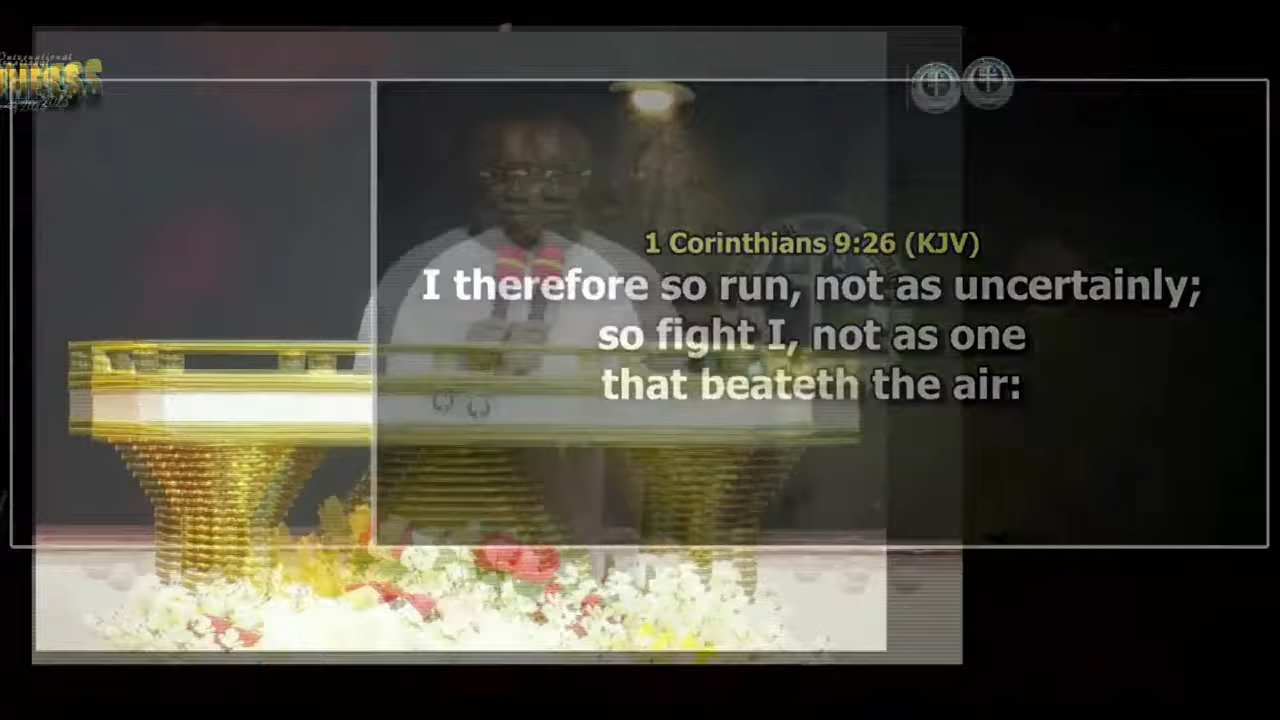 International
1 Corinthians 9:26 (KJV)
I therefore so run, not as uncertainly;
so fight I, not as one
that beateth the air: